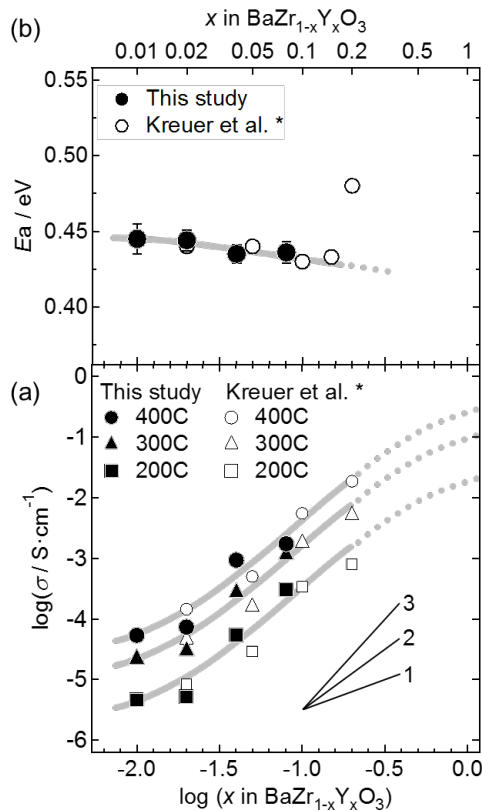 x in BaZr1-xYxO3
(b)
0.01 0.02 0.05 0.1 0.2 0.5 1
0.55
This study
Kreuer et al. *
0.50
Ea / eV
0.45
0.40
(a)
0
This study Kreuer et al. *
400C 400C
-1
300C 300C
200C 200C
-2
log(σ / S·cm-1)
-3
-4
3
2
-5
1
-6
-2.0 -1.5 -1.0 -0.5 0.0
log (x in BaZr1-xYxO3)